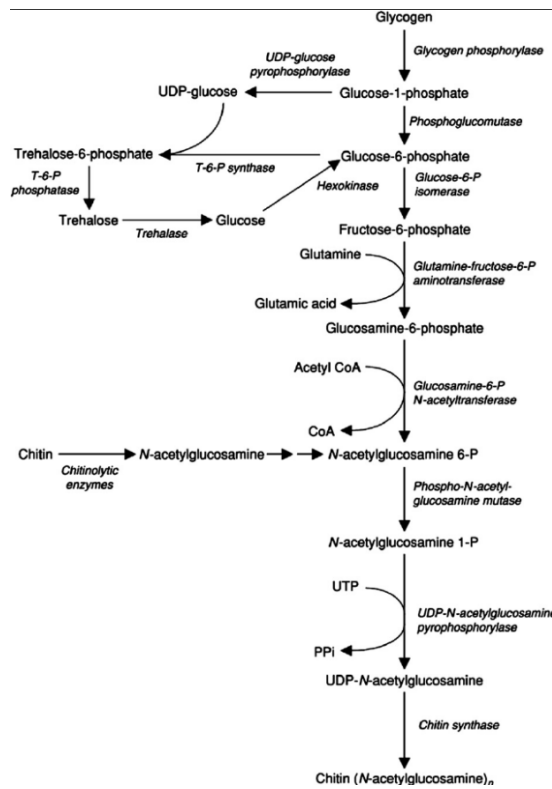 Glycogen
Glycogen phosphorylase
UDP-glucose
pyrophosphorylase
UDP-glucose
Glucose-1-phosphate
Phosphoglucomutase
Trehalose-6-phosphate
T-6-P synthase
Glucose-6-phosphate
T-6-P
phosphatase
Hexokinase
Glucose-6-P
isomerase
Trehalose
Trehalase
Glucose
Fructose-6-phosphate
Glutamine
Glutamine-fructose-6-P
aminotransferase
Glutamic acid
Glucosamine-6-phosphate
Acetyl CoA
Glucosamine-6-P
N-acetyltransferase
CoA
Chitin
Chitinolytic
enzymes
N-acetylglucosamine
N-acetylglucosamine 6-P
Phospho-N-acetyl-
glucosamine mutase
N-acetylglucosamine 1-P
UTP
UDP-N-acetylglucosamine
pyrophosphorylase
PPi
UDP-N-acetylglucosamine
Chitin synthase
Chitin (N-acetylglucosamine)n